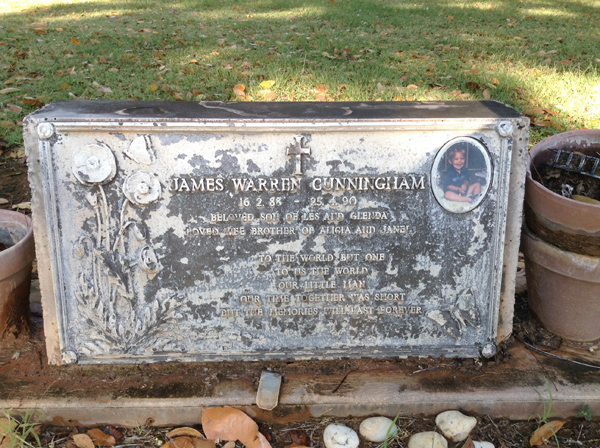 JAMES WARREN CUNNINGHAM
16 2 88 25 4 90
BELOVED SON OF LES AND GLENDA
LOVED WEE BROTHER OF ALICIA AND JANEL
TO THE WORLD BUT ONE
TO US THE WORLD
OUR LITTLE MAN
OUR TIME TOGETHER WAS SHORT
BUT THE MEMORIES WILL LAST FOREVER